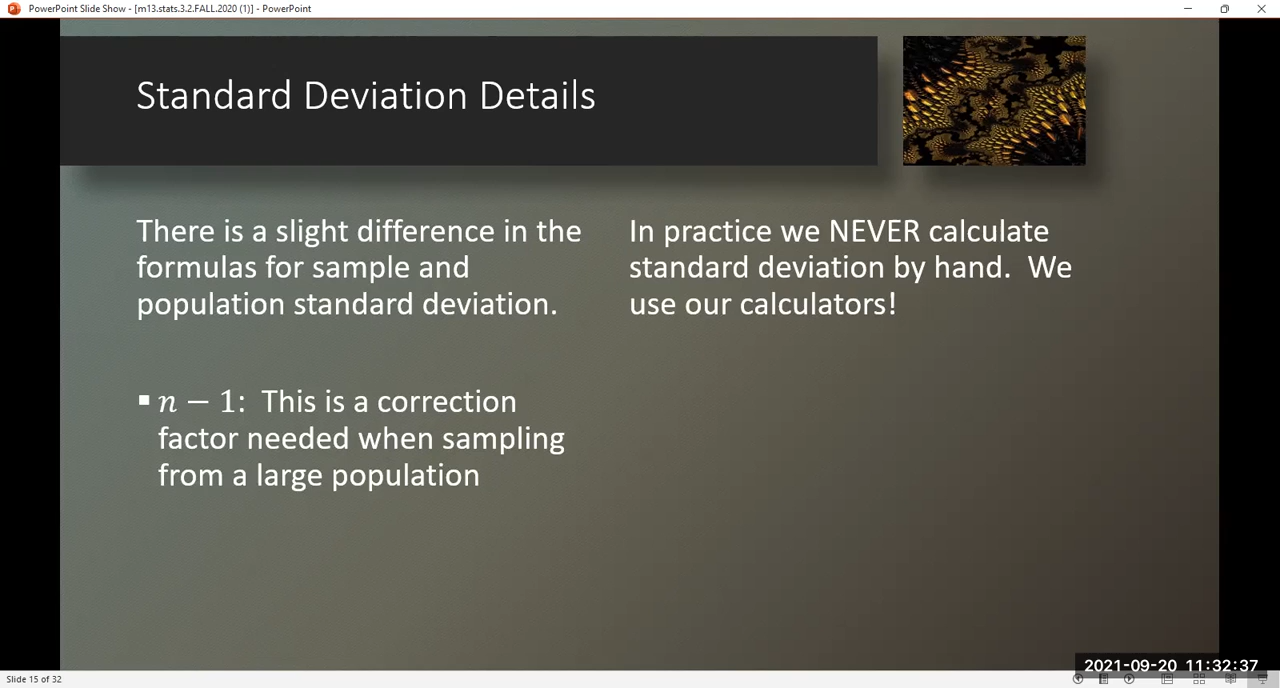 PowerPoint Slide Show - [m13.stats.3.2.FALL.2020 (1)] - PowerPoint
Standard Deviation Details
There is a slight difference in the
formulas for sample and
population standard deviation.
▪ n − 1:  This is a correction
factor needed when sampling
from a large population
In practice we NEVER calculate
standard deviation by hand.  We
use our calculators!
2021-09-20 11:32:37
Slide 15 of 32